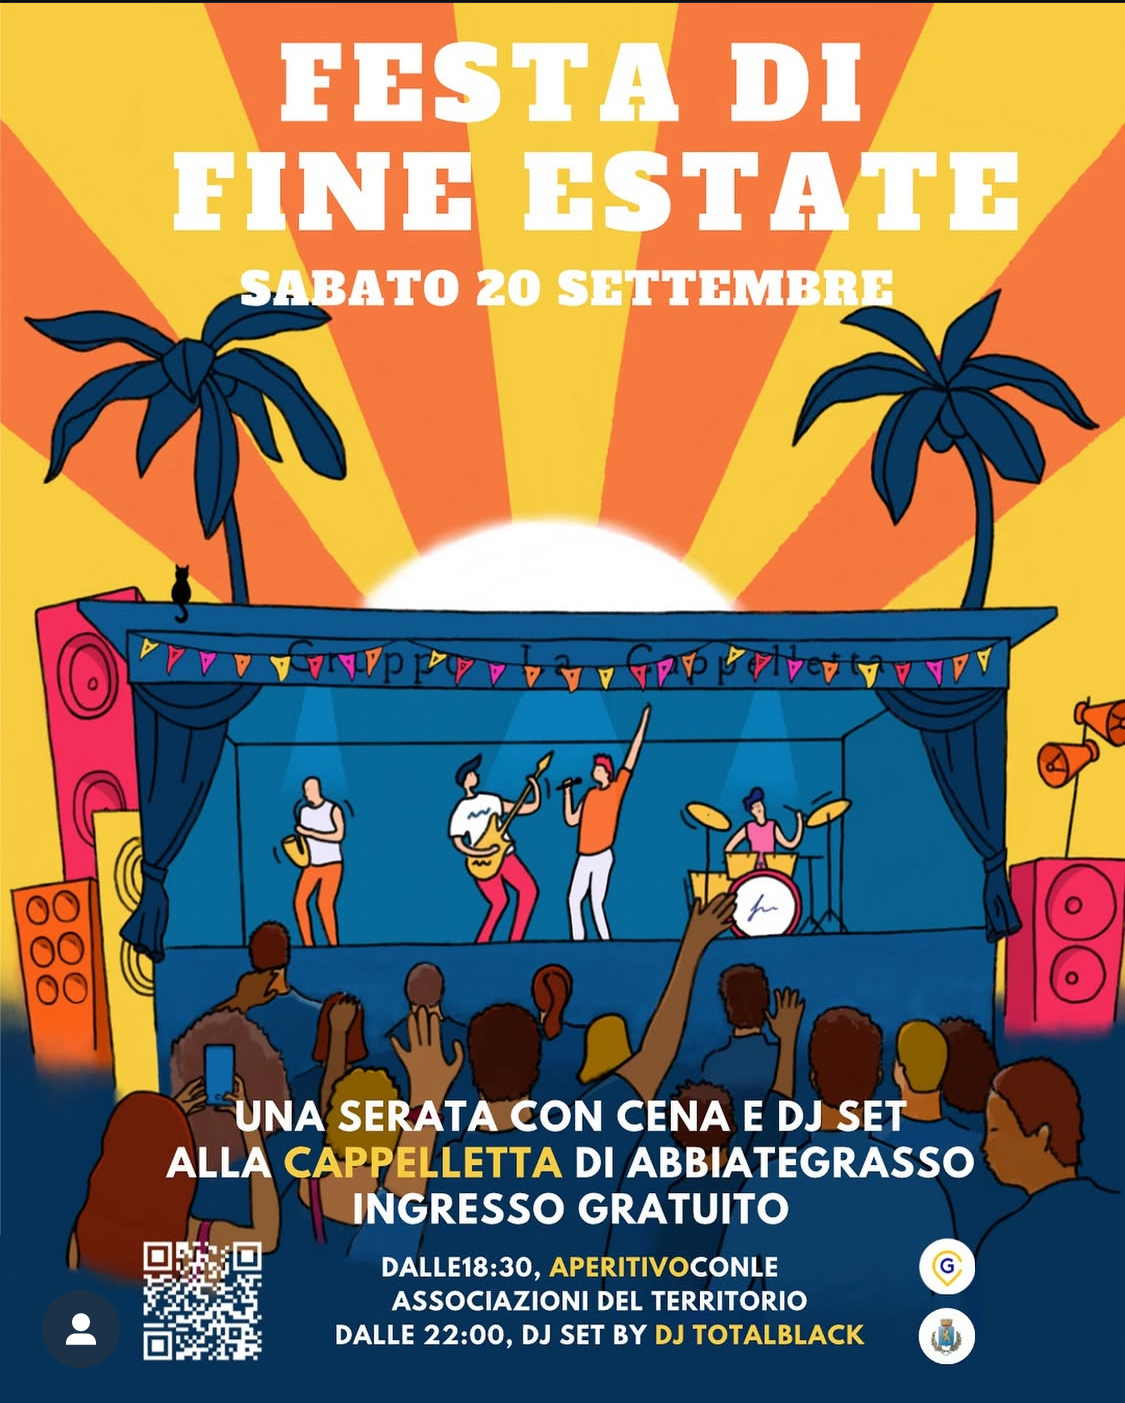 FESTA DI
FINE ESTATE
SABATO 20 SETTEMBRE
Gruppo La Cappelletta
UNA SERATA CON CENA E DJ SET
ALLA CAPPELLETTA DI ABBIATEGRASSO
INGRESSO GRATUITO
DALLE18:30, APERITIVOCONLE
ASSOCIAZIONI DEL TERRITORIO
DALLE 22:00, DJ SET BY DJ TOTALBLACK
G